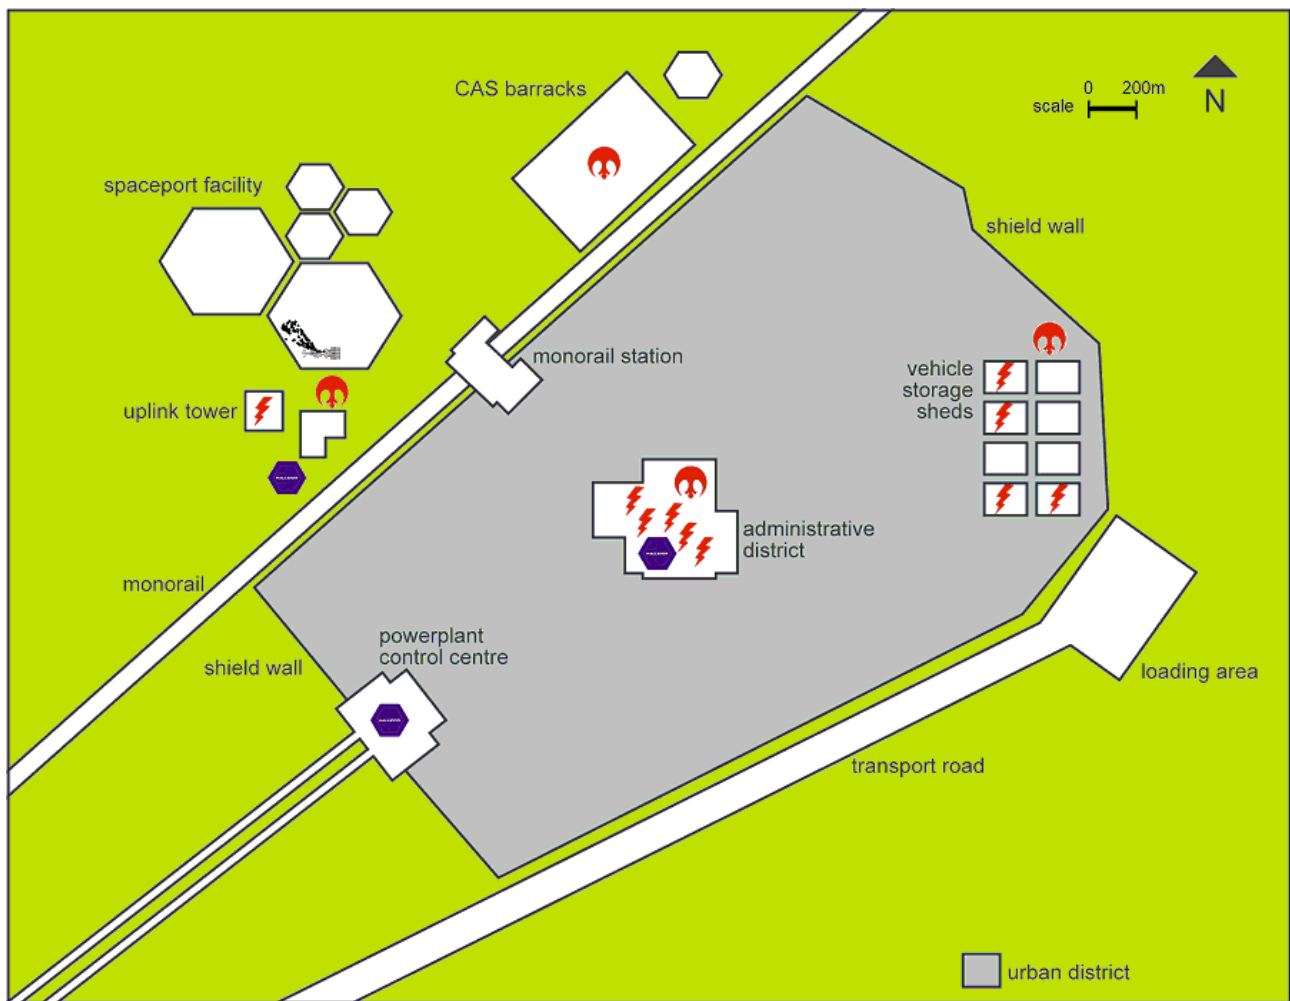 CAS barracks
0 200m
scale
N
spaceport facility
shield wall
monorail station
vehicle
storage
sheds
uplink tower
administrative
district
monorail
powerplant
control centre
shield wall
loading area
transport road
urban district